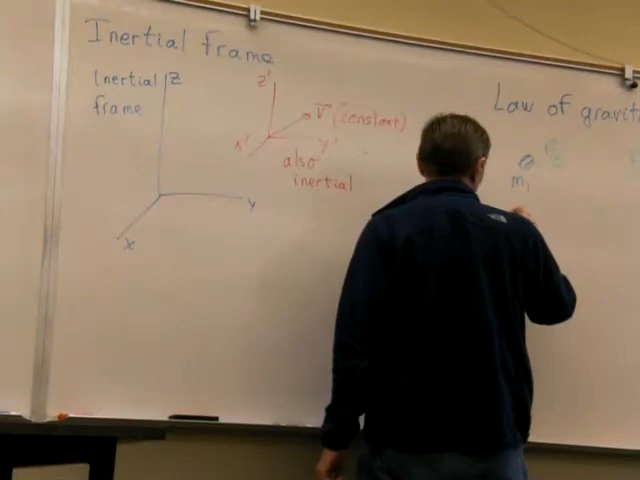 Inertial frame
Inertial
frame
Z
Y
X
z'
x'
y'
V (constant)
also
inertial
Law of gravit
m₁